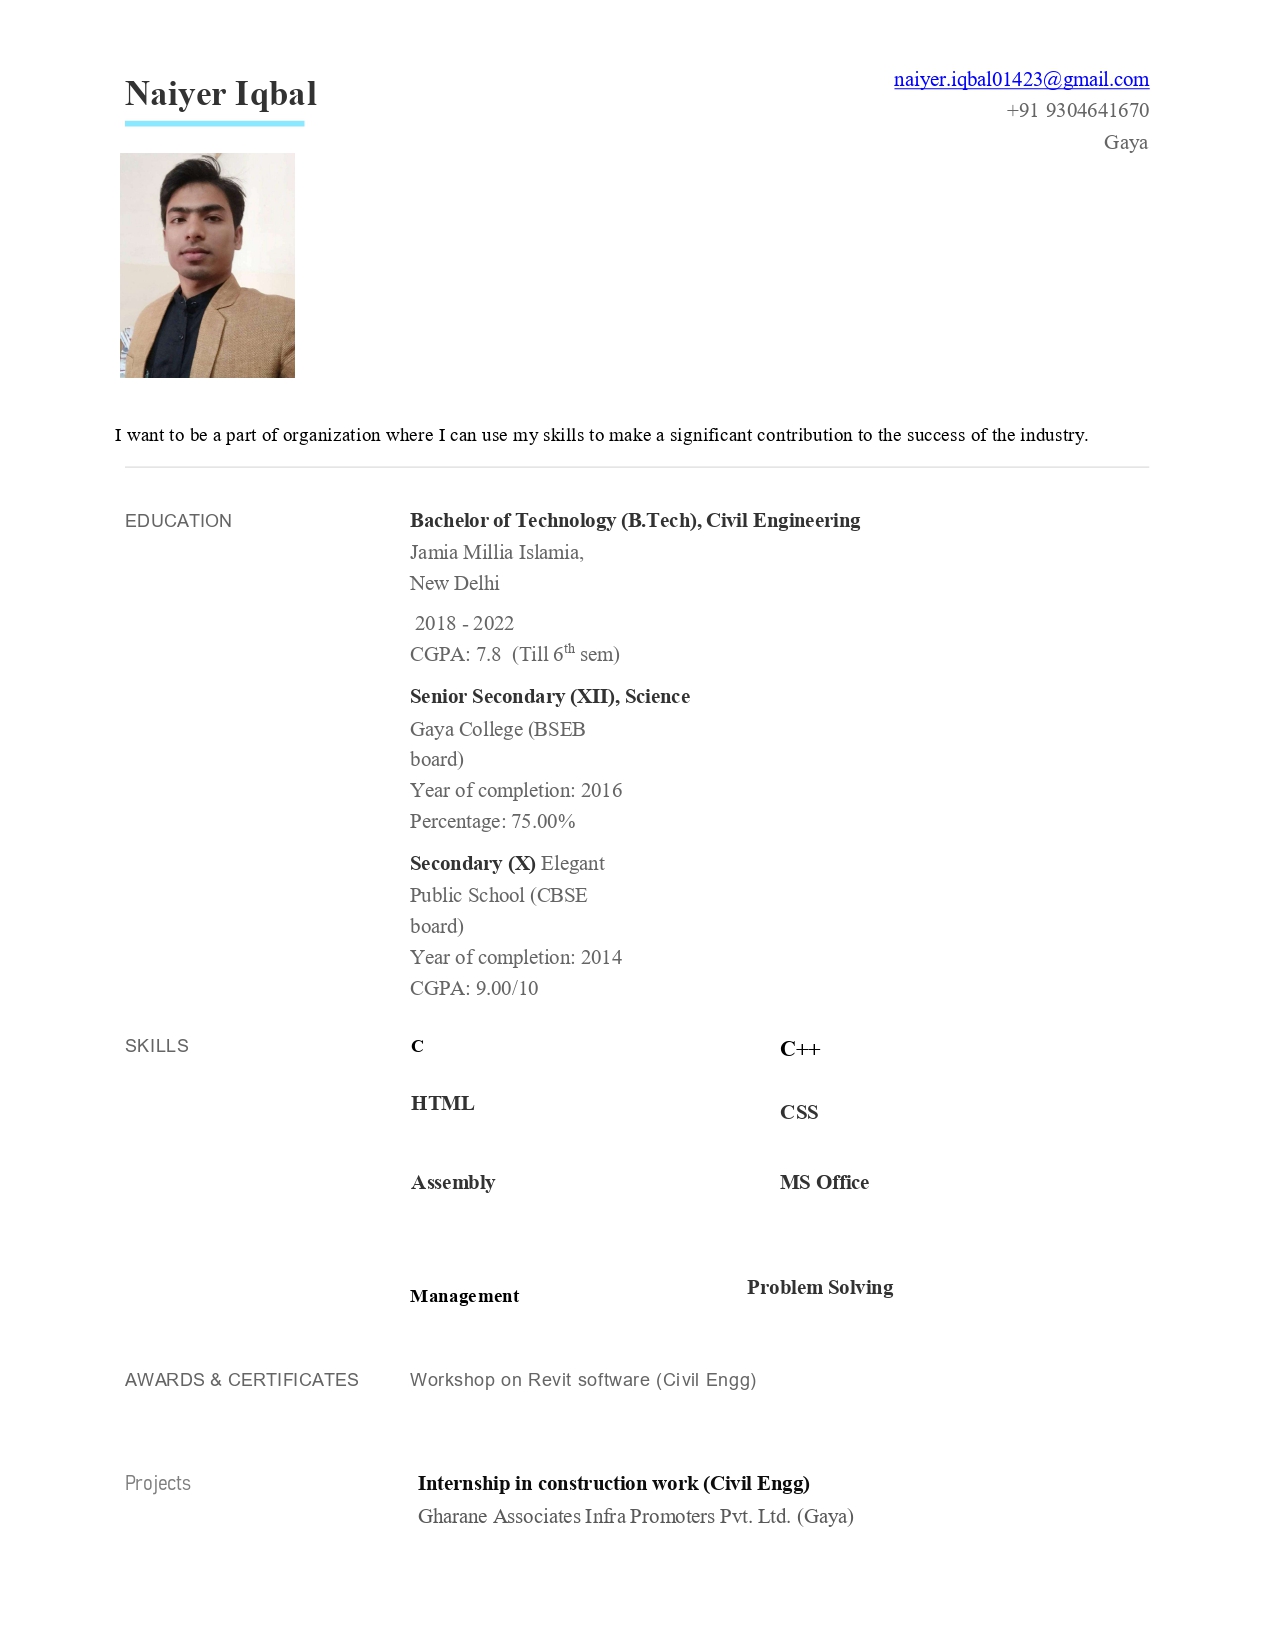 Naiyer Iqbal
naiyer.iqbal01423@gmail.com
+91 9304641670
Gaya
I want to be a part of organization where I can use my skills to make a significant contribution to the success of the industry.
EDUCATION
Bachelor of Technology (B.Tech), Civil Engineering
Jamia Millia Islamia,
New Delhi
2018 - 2022
CGPA: 7.8 (Till 6th sem)
Senior Secondary (XII), Science
Gaya College (BSEB
board)
Year of completion: 2016
Percentage: 75.00%
Secondary (X) Elegant
Public School (CBSE
board)
Year of completion: 2014
CGPA: 9.00/10
SKILLS
C
C++
HTML
CSS
Assembly
MS Office
Management
Problem Solving
AWARDS & CERTIFICATES
Workshop on Revit software (Civil Engg)
Projects
Internship in construction work (Civil Engg)
Gharane Associates Infra Promoters Pvt. Ltd. (Gaya)